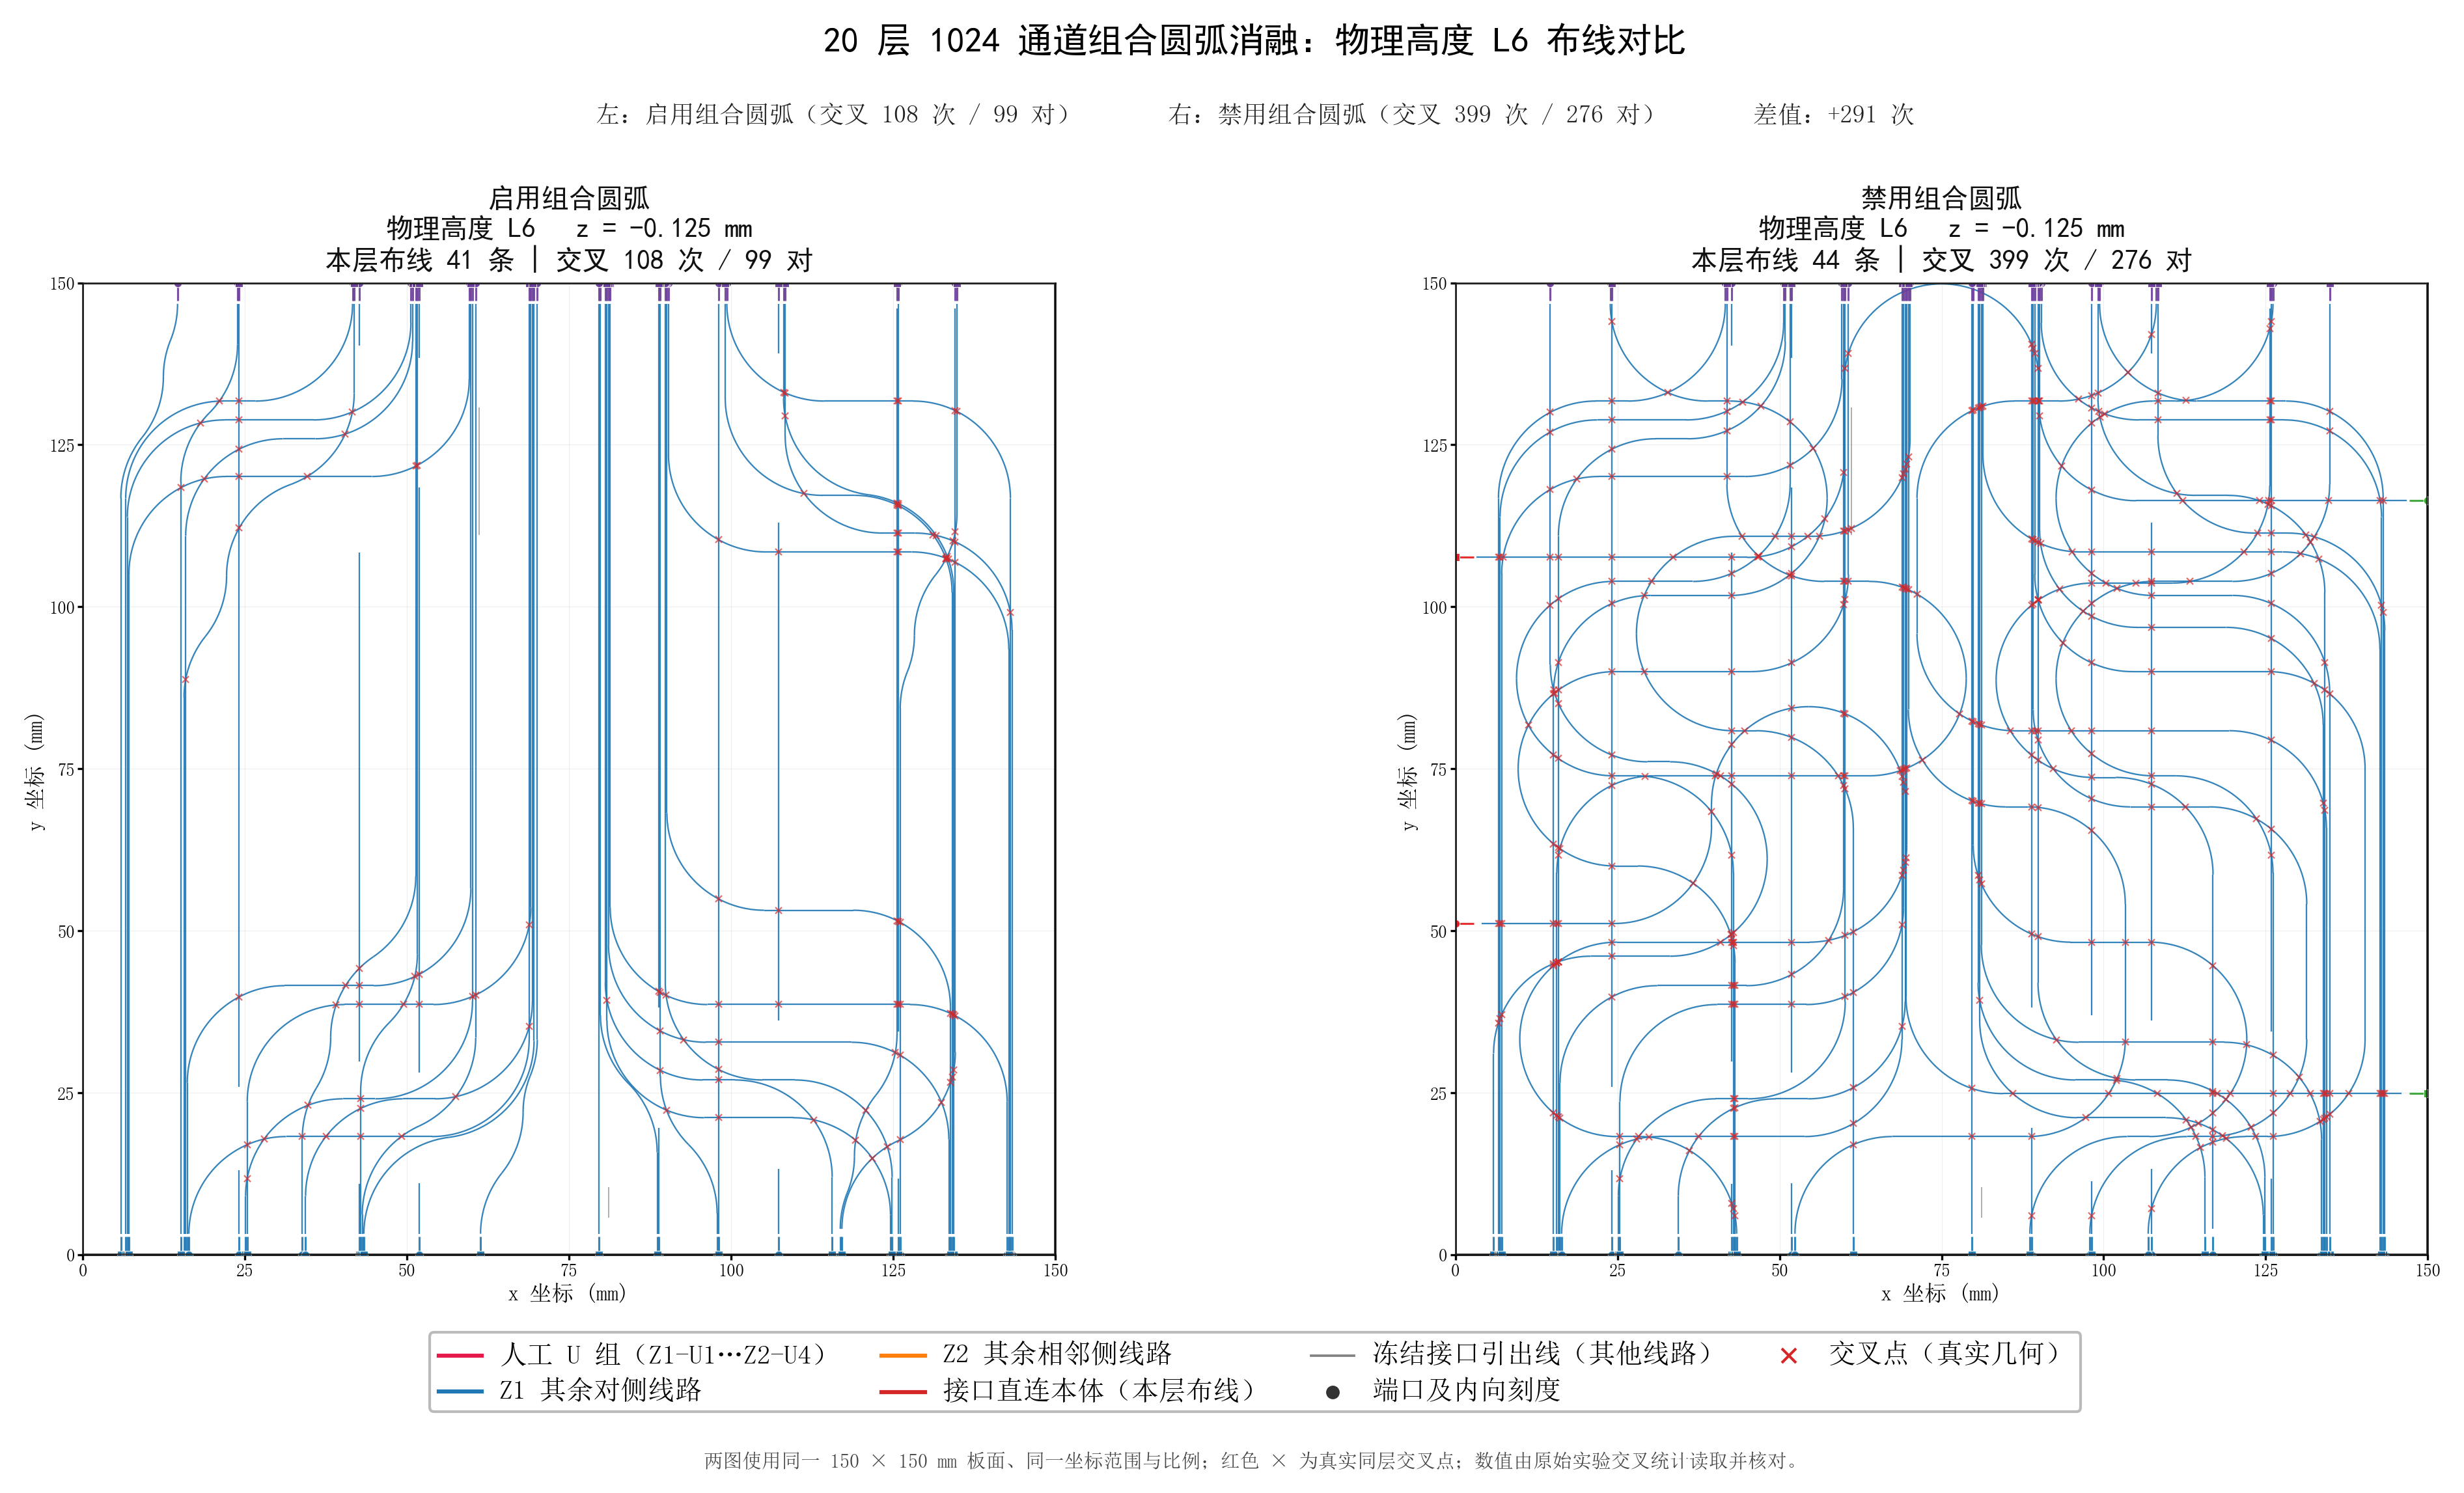 20 层 1024 通道组合圆弧消融：物理高度 L6 布线对比
左：启用组合圆弧（交叉 108 次 / 99 对） 右：禁用组合圆弧（交叉 399 次 / 276 对） 差值：+291 次
启用组合圆弧
物理高度 L6 z = -0.125 mm
本层布线 41 条 | 交叉 108 次 / 99 对
150
125
100
75
50
25
0
y 坐标 (mm)
0 25 50 75 100 125 150
x 坐标 (mm)
禁用组合圆弧
物理高度 L6 z = -0.125 mm
本层布线 44 条 | 交叉 399 次 / 276 对
150
125
100
75
50
25
0
y 坐标 (mm)
0 25 50 75 100 125 150
x 坐标 (mm)
人工 U 组（Z1-U1…Z2-U4） Z2 其余相邻侧线路 冻结接口引出线（其他线路） 交叉点（真实几何）
Z1 其余对侧线路 接口直连本体（本层布线） 端口及内向刻度
两图使用同一 150 × 150 mm 板面、同一坐标范围与比例；红色 × 为真实同层交叉点；数值由原始实验交叉统计读取并核对。